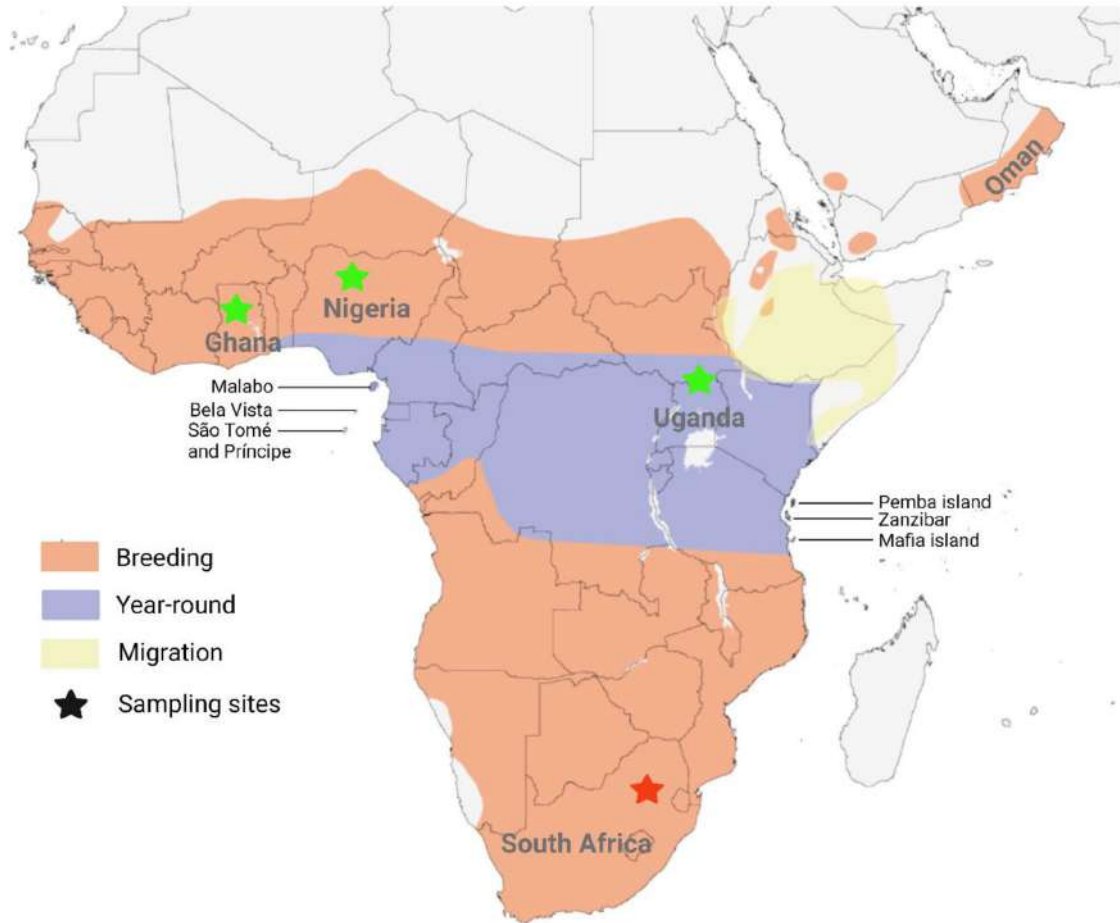 Oman
Nigeria
Ghana
Malabo
Bela Vista
São Tomé
and Príncipe
Uganda
Pemba island
Zanzibar
Mafia island
Breeding
Year-round
Migration
Sampling sites
South Africa